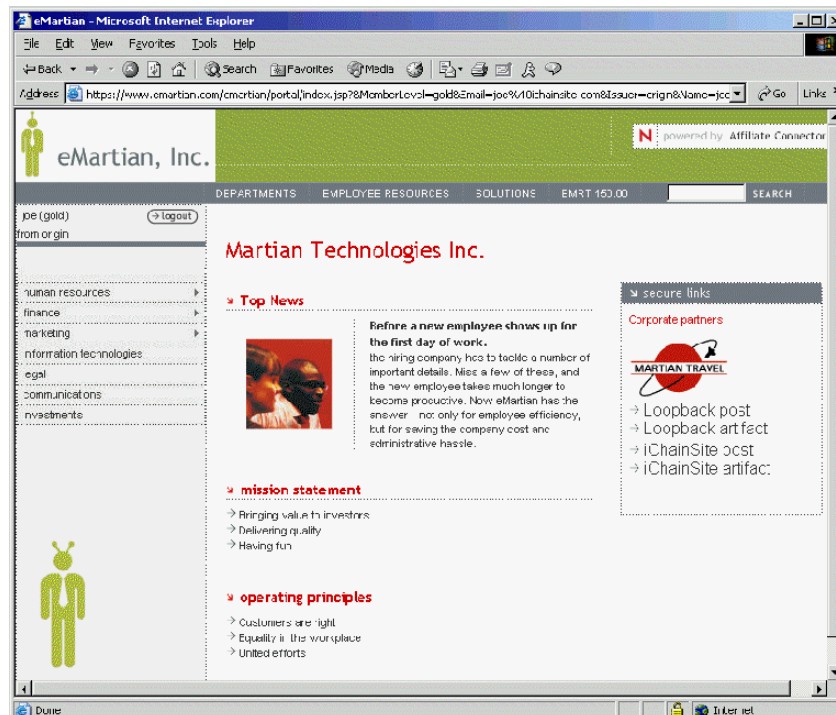 eMartian - Microsoft Internet Explorer
File Edit View Favorites Tools Help
Back Search Favorites Media
Address https://www.emartian.com/emartian/portal/index.jsp?&MemberLevel=gold&Email=joe%40ichainsite.com&Issuer=orign&Name=joe Go Links
eMartian, Inc.
N powered by Affiliate Connector
DEPARTMENTS EMPLOYEE RESOURCES SOLUTIONS EMRT 150.00 SEARCH
joe (gold) logout
from origin
Martian Technologies Inc.
human resources
finance
marketing
information technologies
legal
communications
investments
Top News
Before a new employee shows up for
the first day of work.
the hiring company has to tackle a number of
important details. Miss a few of these, and
the new employee takes much longer to
become productive. Now eMartian has the
answer not only for employee efficiency,
but for saving the company cost and
administrative hassle.
secure links
Corporate partners
MARTIAN TRAVEL
Loopback post
Loopback artifact
iChainSite post
iChainSite artifact
mission statement
Bringing value to investors
Delivering quality
Having fun
operating principles
Customers are right
Equality in the workplace
United efforts
Done Internet